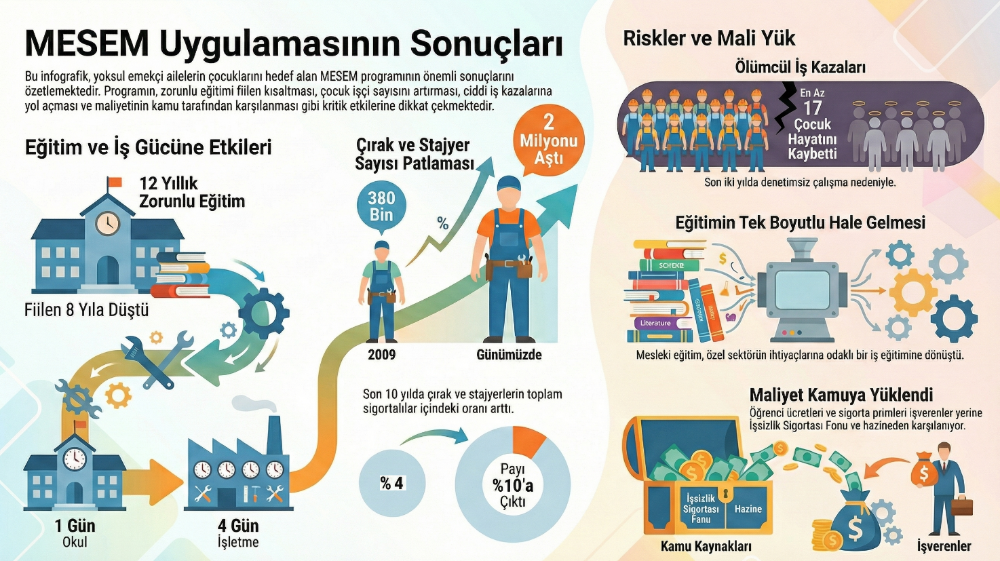 MESEM Uygulamasının Sonuçları
Bu infografik, yoksul emekçi ailelerin çocuklarını hedef alan MESEM programının önemli sonuçlarını
özetlemektedir. Programın, zorunlu eğitimi fiilen kısaltması, çocuk işçi sayısını artırması, ciddi iş kazalarına
yol açması ve maliyetinin kamu tarafından karşılanması gibi kritik etkilerine dikkat çekmektedir.
Eğitim ve İş Gücüne Etkileri
12 Yıllık
Zorunlu Eğitim
Fiilen 8 Yıla Düştü
1 Gün
Okul
4 Gün
İşletme
Çırak ve Stajyer
Sayısı Patlaması
380
Bin
%
2
Milyonu
Aştı
2009
Günümüzde
Son 10 yılda çırak ve stajyerlerin toplam
sigortalılar içindeki oranı arttı.
% 4
Payı
%10'a
Çıktı
Riskler ve Mali Yük
Ölümcül İş Kazaları
En Az
17
Çocuk
Hayatını
Kaybetti
Son iki yılda denetimsiz çalışma nedeniyle.
Eğitimin Tek Boyutlu Hale Gelmesi
$
Literature
Mesleki eğitim, özel sektörün ihtiyaçlarına odaklı bir iş eğitimine dönüştü.
Maliyet Kamuya Yüklendi
Öğrenci ücretleri ve sigorta primleri işverenler yerine
İşsizlik Sigortası Fonu ve hazineden karşılanıyor.
İşsizlik
Sigortası
Fanu
Hazine
$
$
$
$
Kamu Kaynakları
İşverenler